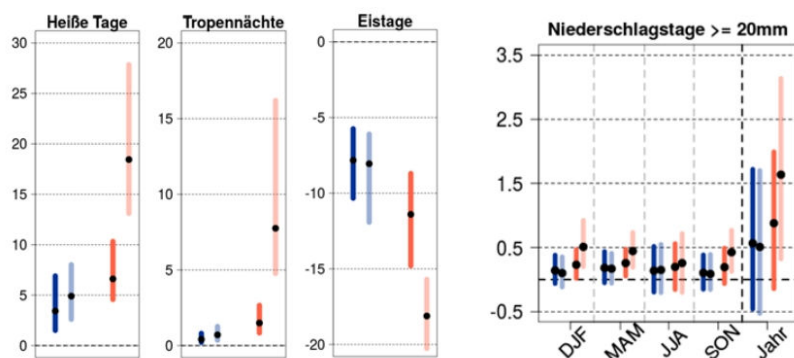 Heiße Tage
30
25
20
15
10
5
0
Tropennächte
20
15
10
5
0
Eistage
0
-5
-10
-15
-20
Niederschlagstage >= 20mm
3.5
2.5
1.5
0.5
-0.5
DJF
MAM
JJA
SON
Jahr